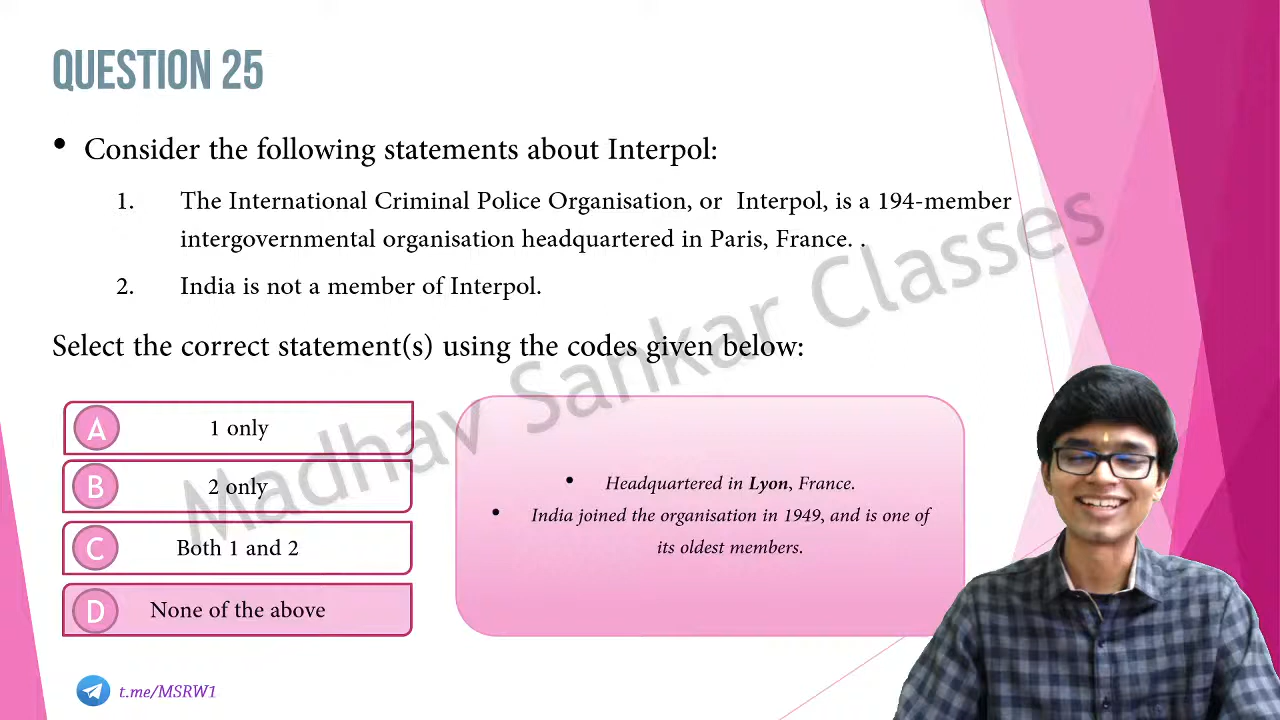 QUESTION 25
• Consider the following statements about Interpol:
1. The International Criminal Police Organisation, or Interpol, is a 194-member
intergovernmental organisation headquartered in Paris, France. .
2. India is not a member of Interpol.
Select the correct statement(s) using the codes given below:
A 1 only
B 2 only
C Both 1 and 2
D None of the above
• Headquartered in Lyon, France.
• India joined the organisation in 1949, and is one of
its oldest members.
Madhav Sankar Classes
t.me/MSRW1